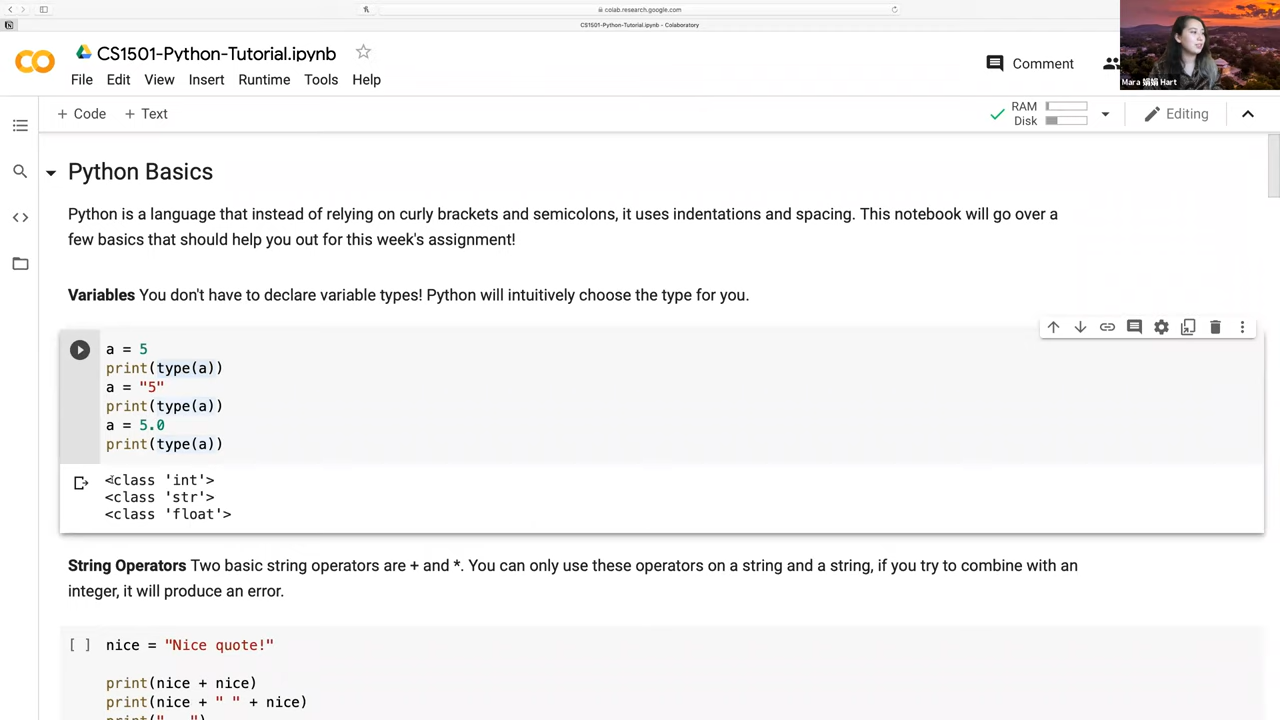 colab.research.google.com
CS1501-Python-Tutorial.ipynb - Colaboratory
CS1501-Python-Tutorial.ipynb
File Edit View Insert Runtime Tools Help
Comment
Mara 娟娟 Hart
+ Code + Text
RAM
Disk
Editing
Python Basics
Python is a language that instead of relying on curly brackets and semicolons, it uses indentations and spacing. This notebook will go over a
few basics that should help you out for this week's assignment!
Variables You don't have to declare variable types! Python will intuitively choose the type for you.
a = 5
print(type(a))
a = "5"
print(type(a))
a = 5.0
print(type(a))
<class 'int'>
<class 'str'>
<class 'float'>
String Operators Two basic string operators are + and *. You can only use these operators on a string and a string, if you try to combine with an
integer, it will produce an error.
[ ] nice = "Nice quote!"
print(nice + nice)
print(nice + " " + nice)